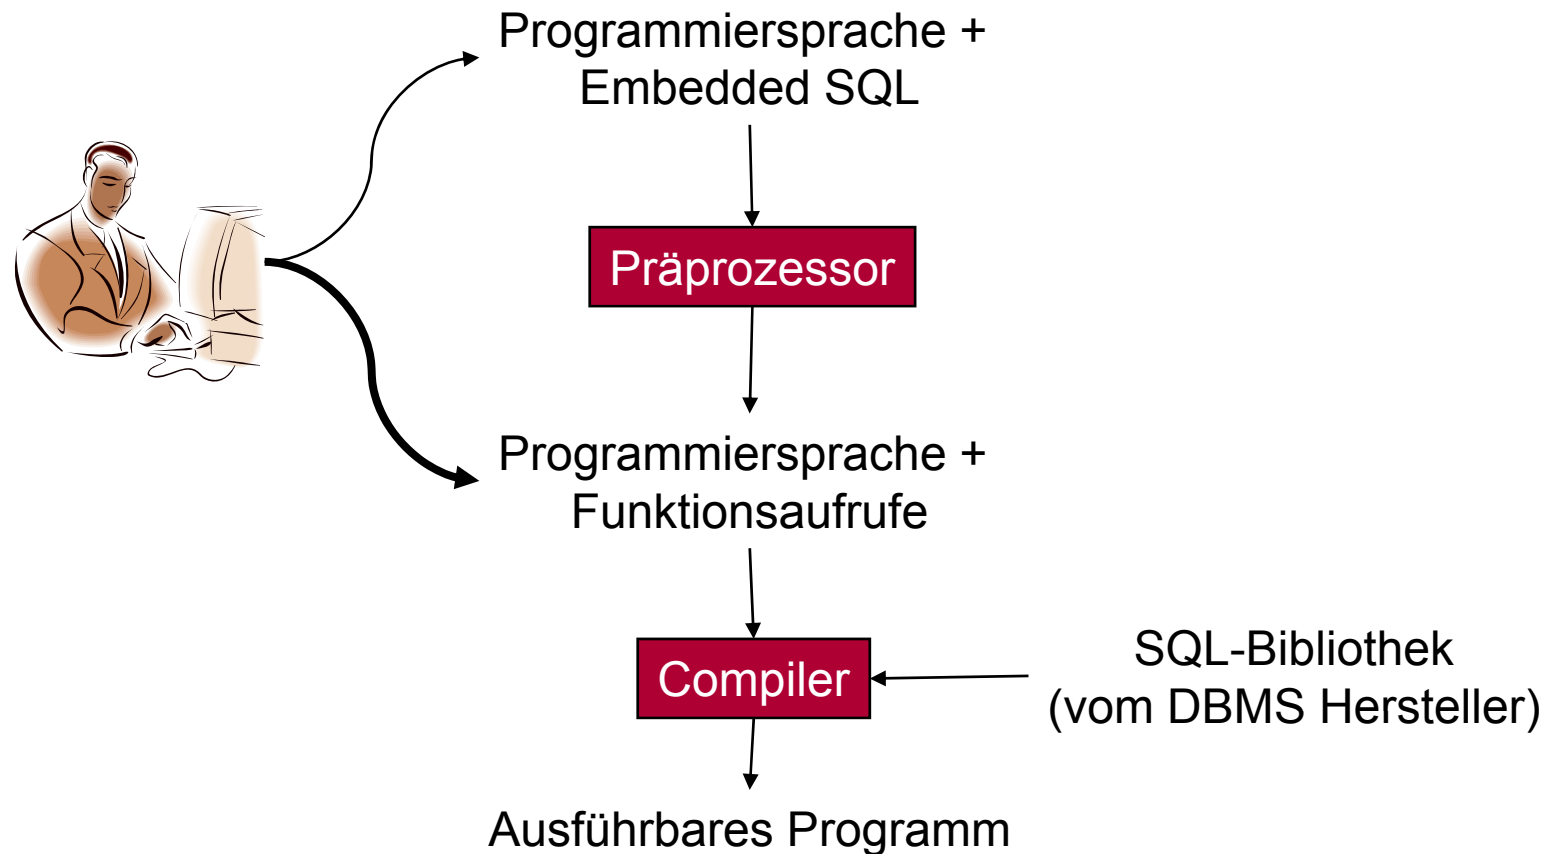 Programmiersprache +
Embedded SQL
Präprozessor
Programmiersprache +
Funktionsaufrufe
Compiler
SQL-Bibliothek
(vom DBMS Hersteller)
Ausführbares Programm